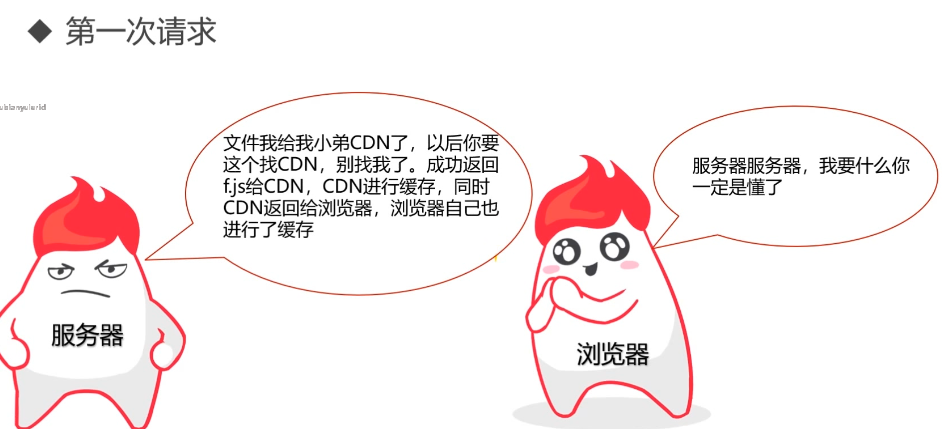 第一次请求
文件我给我小弟CDN了，以后你要
这个找CDN，别找我了。成功返回
f.js给CDN，CDN进行缓存，同时
CDN返回给浏览器，浏览器自己也
进行了缓存
服务器服务器，我要什么你
一定是懂了
服务器
浏览器